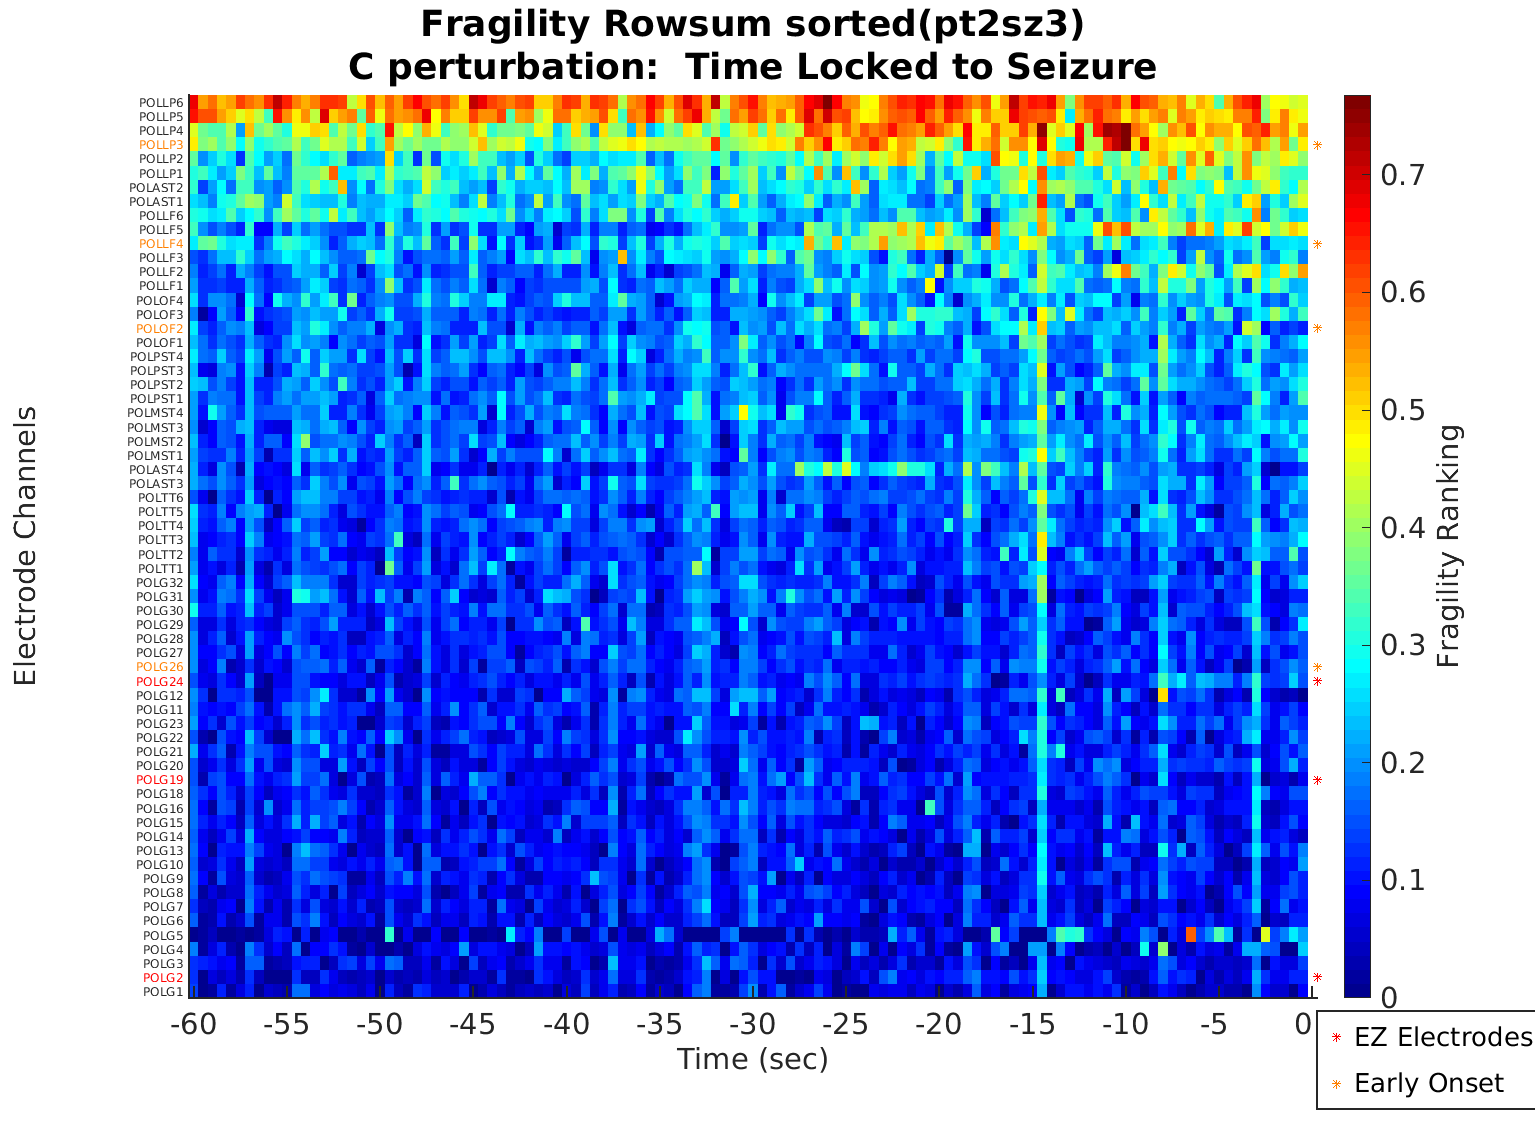 Fragility Rowsum sorted(pt2sz3)
C perturbation:  Time Locked to Seizure
Electrode Channels
POLLP6
POLLP5
POLLP4
POLLP3
POLLP2
POLLP1
POLAST2
POLAST1
POLLF6
POLLF5
POLLF4
POLLF3
POLLF2
POLLF1
POLOF4
POLOF3
POLOF2
POLOF1
POLPST4
POLPST3
POLPST2
POLPST1
POLMST4
POLMST3
POLMST2
POLMST1
POLAST4
POLAST3
POLTT6
POLTT5
POLTT4
POLTT3
POLTT2
POLTT1
POLG32
POLG31
POLG30
POLG29
POLG28
POLG27
POLG26
POLG24
POLG12
POLG11
POLG23
POLG22
POLG21
POLG20
POLG19
POLG18
POLG16
POLG15
POLG14
POLG13
POLG10
POLG9
POLG8
POLG7
POLG6
POLG5
POLG4
POLG3
POLG2
POLG1
-60 -55 -50 -45 -40 -35 -30 -25 -20 -15 -10 -5 0
Time (sec)
0.7
0.6
0.5
0.4
0.3
0.2
0.1
0
Fragility Ranking
EZ Electrodes
Early Onset